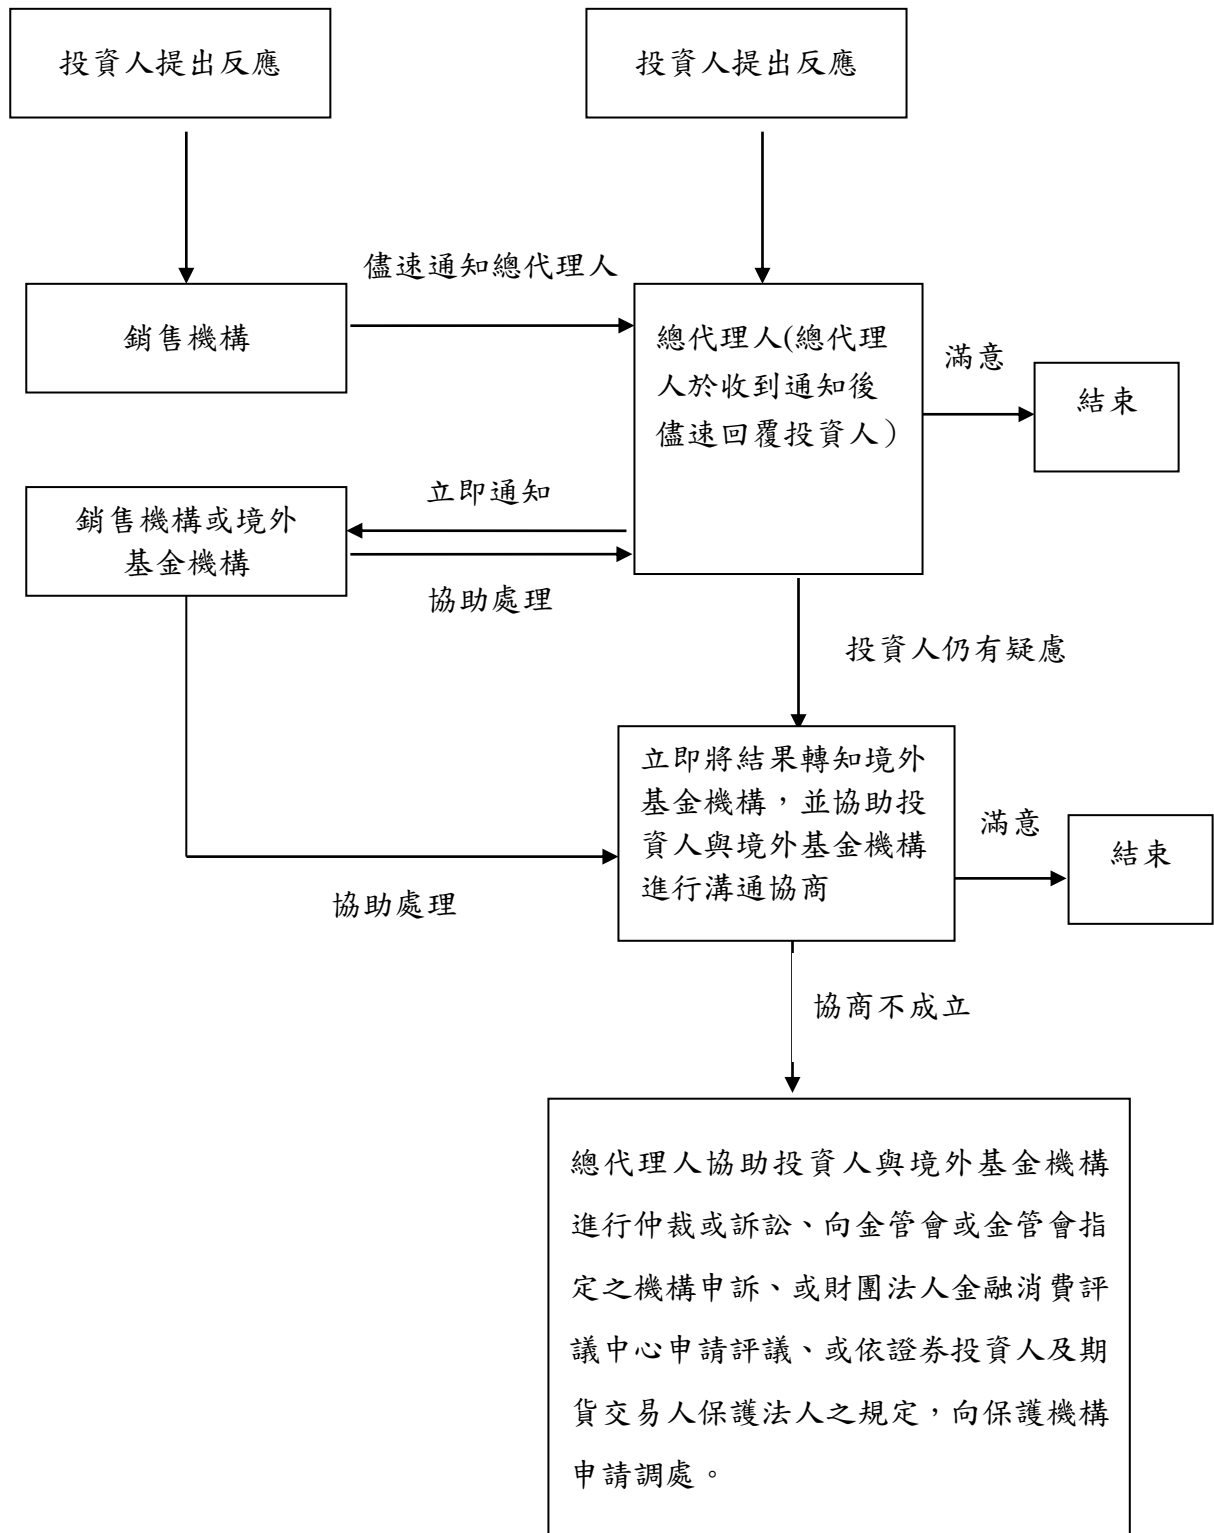 投資人提出反應
投資人提出反應
儘速通知總代理人
銷售機構
總代理人(總代理
人於收到通知後
儘速回覆投資人）
滿意
結束
立即通知
銷售機構或境外
基金機構
協助處理
投資人仍有疑慮
立即將結果轉知境外
基金機構，並協助投
資人與境外基金機構
進行溝通協商
滿意
結束
協助處理
協商不成立
總代理人協助投資人與境外基金機構
進行仲裁或訴訟、向金管會或金管會指
定之機構申訴、或財團法人金融消費評
議中心申請評議、或依證券投資人及期
貨交易人保護法人之規定，向保護機構
申請調處。